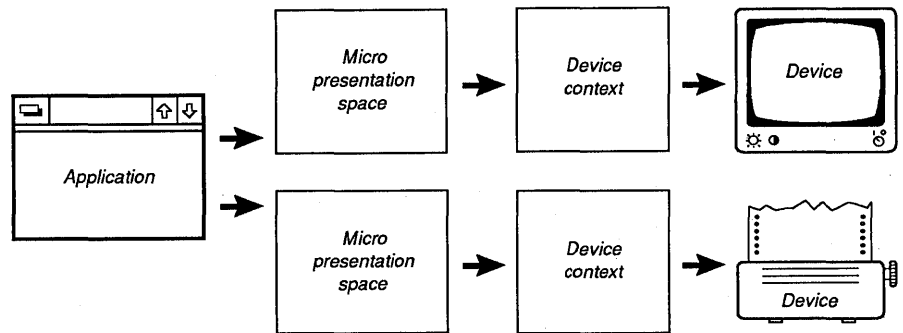 Application
Micro
presentation
space
Device
context
Device
Micro
presentation
space
Device
context
Device